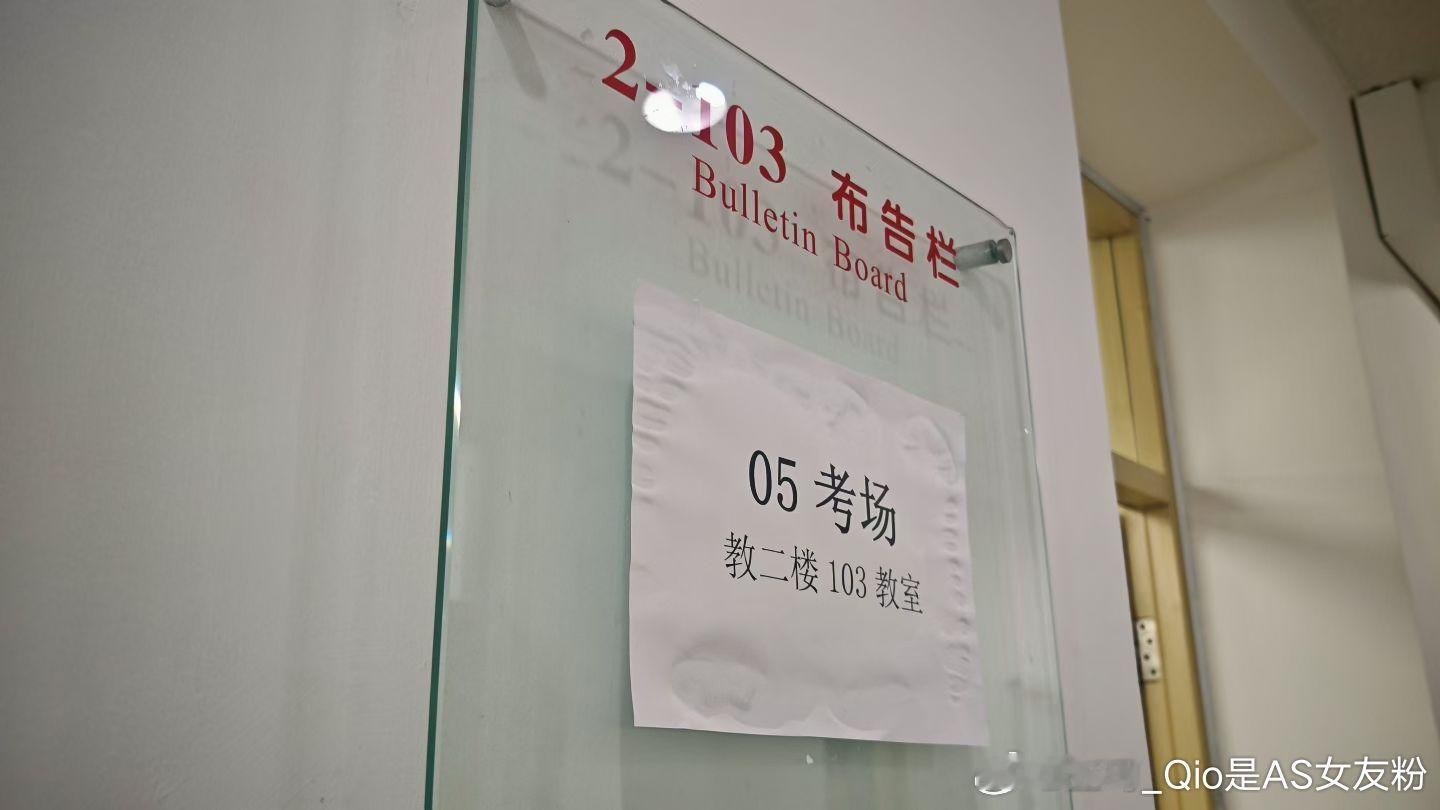 2-103 布告栏
Bulletin Board
05 考场
教二楼 103 教室
_Qio是AS女友粉